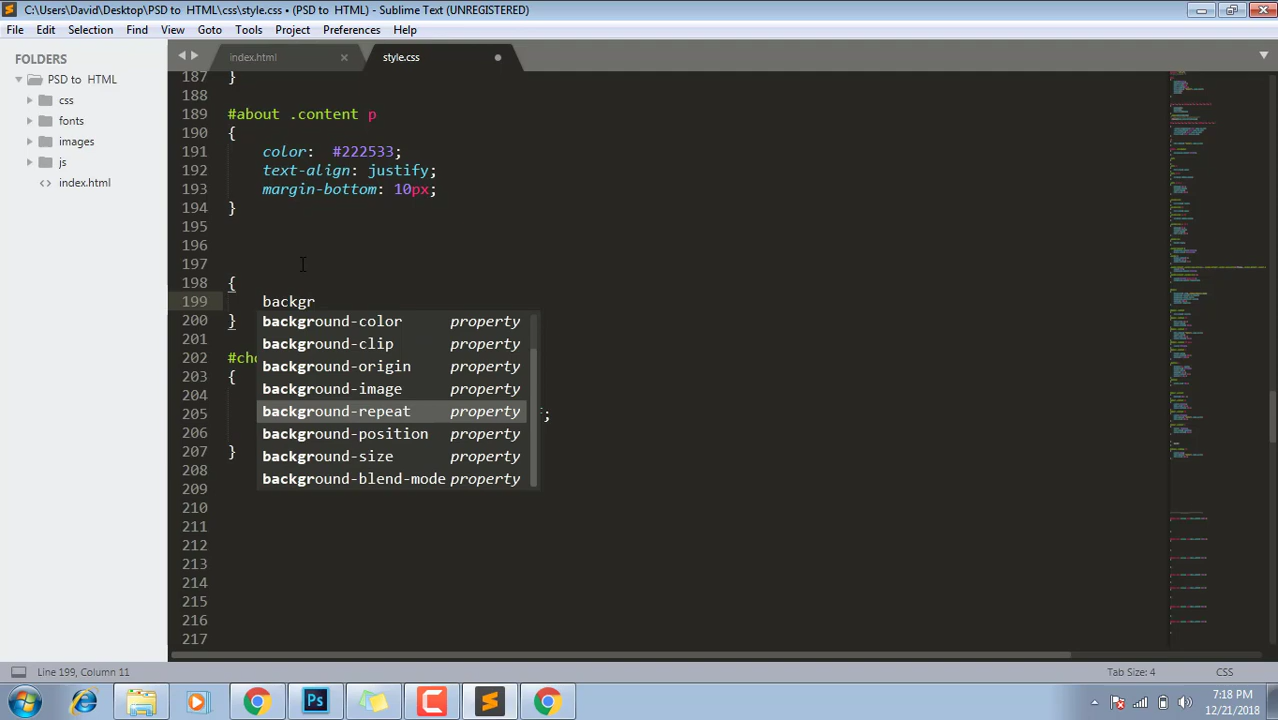 C:\Users\David\Desktop\PSD to HTML\css\style.css • (PSD to HTML) - Sublime Text (UNREGISTERED)
File Edit Selection Find View Goto Tools Project Preferences Help
FOLDERS
PSD to HTML
css
fonts
images
js
index.html
index.html
style.css
187 }
188
189 #about .content p
190 {
191 color: #222533;
192 text-align: justify;
193 margin-bottom: 10px;
194 }
195
196
197
198 {
199 backgr
200 }
background-color property
201
background-clip property
202
background-origin property
203 {
background-image property
204
background-repeat property
205 ;
background-position property
206
background-size property
207 }
background-blend-mode property
208
209
210
211
212
213
214
215
216
217
Line 199, Column 11
Tab Size: 4
CSS
Ps
7:18 PM
12/21/2018